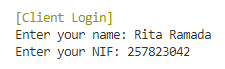 [Client Login]
Enter your name: Rita Ramada
Enter your NIF: 257823042